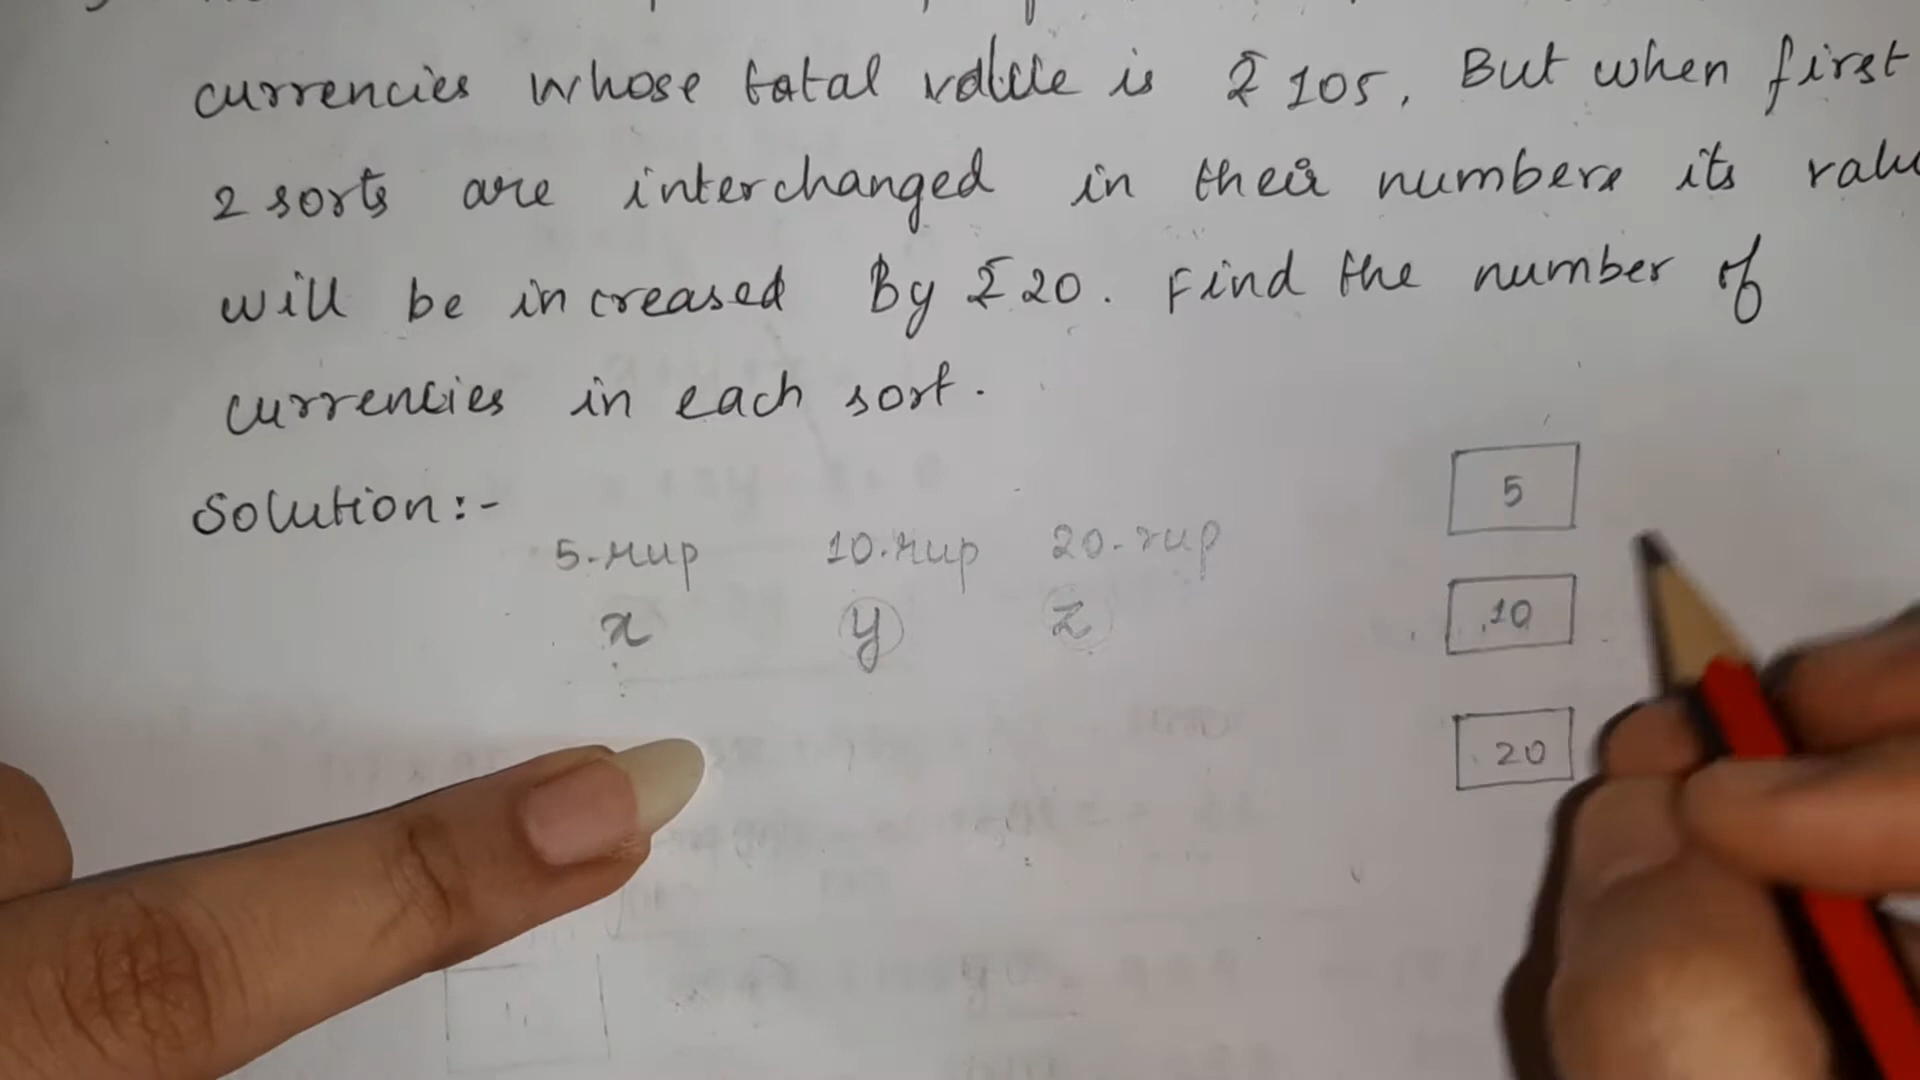 currencies whose total value is ₹ 105. But when first
2 sorts are interchanged in their numbers its
will be increased By ₹ 20. Find the number of
currencies in each sort.
Solution:-
5-rup 10.rup 20-rup
x y z
5
10
20